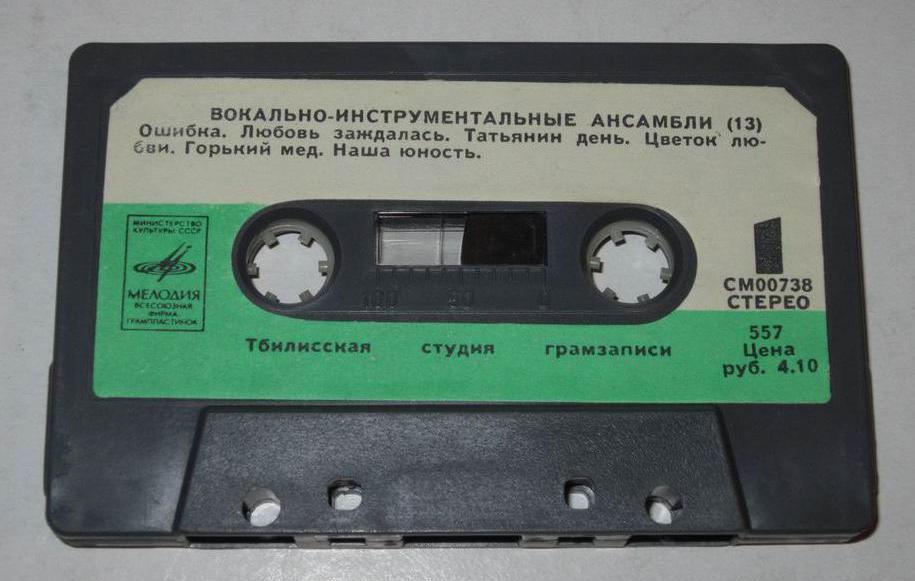 ВОКАЛЬНО-ИНСТРУМЕНТАЛЬНЫЕ АНСАМБЛИ (13)
Ошибка. Любовь заждалась. Татьянин день. Цветок лю-
бви. Горький мед. Наша юность.
МИНИСТЕРСТВО
КУЛЬТУРЫ СССР
МЕЛОДИЯ
ВСЕСОЮЗНАЯ
ФИРМА
ГРАМПЛАСТИНОК
100 50 0
1
СМ00738
СТЕРЕО
Тбилисская студия грамзаписи
557
Цена
руб. 4.10